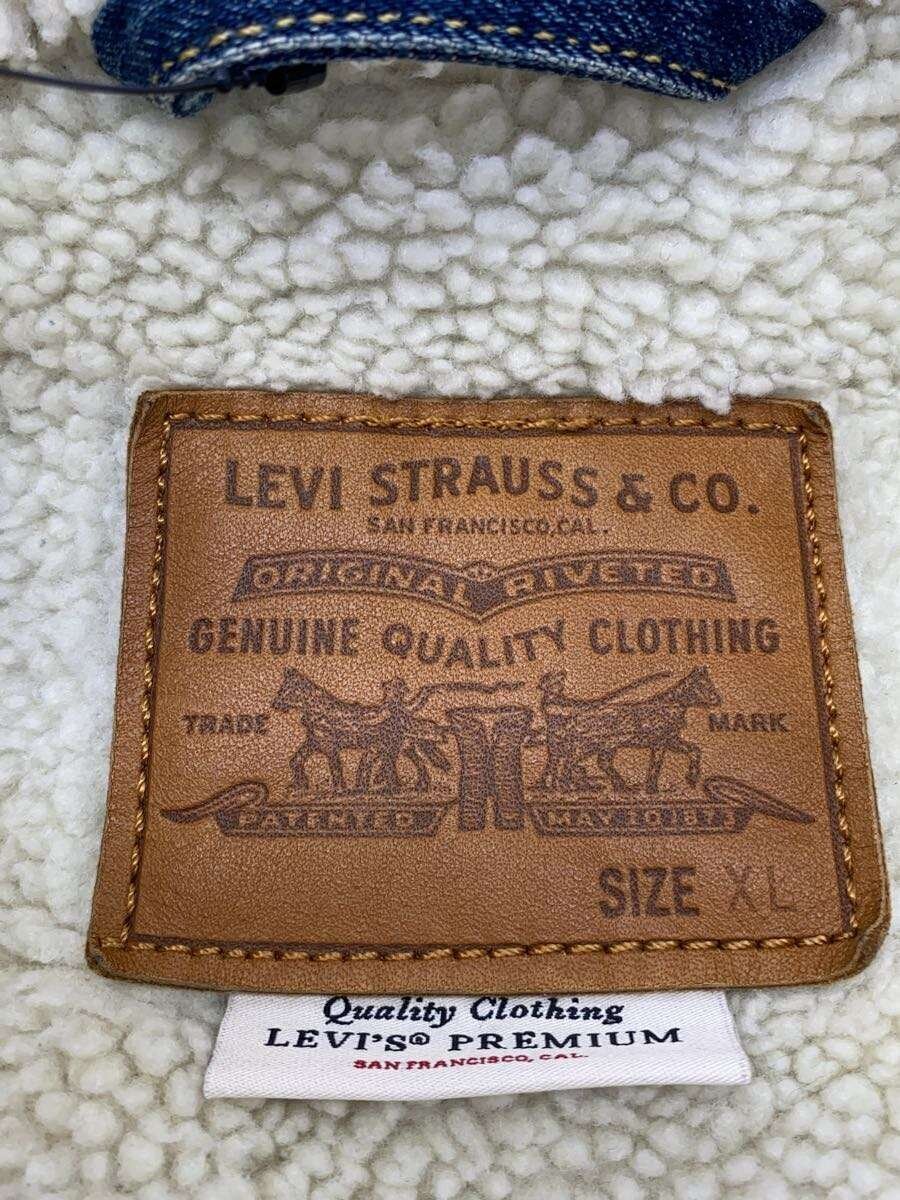 LEVI STRAUSS & CO.
SAN FRANCISCO, CAL.
ORIGINAL RIVETED
GENUINE QUALITY CLOTHING
TRADE MARK
PATENTED MAY 20 1873
SIZE XL
Quality Clothing
LEVI'S® PREMIUM
SAN FRANCISCO, CAL.